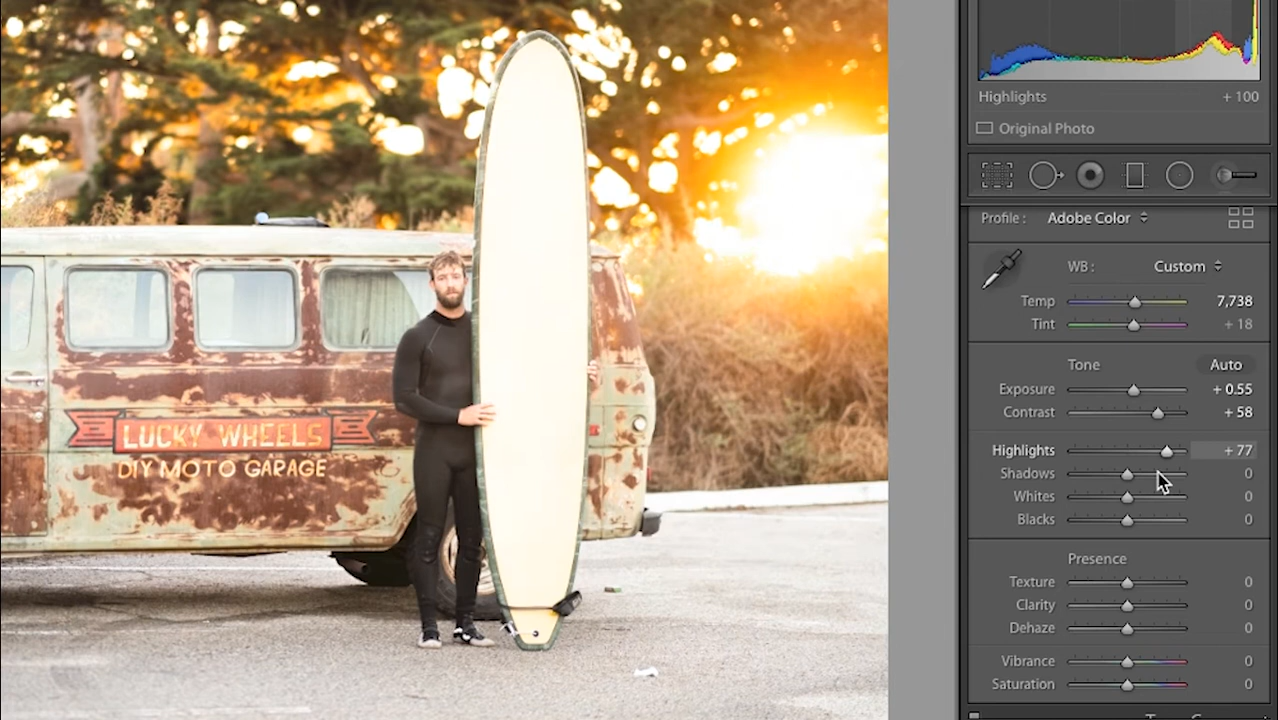 Highlights + 100
Original Photo
Profile : Adobe Color
WB : Custom
Temp 7,738
Tint + 18
Tone Auto
Exposure + 0.55
Contrast + 58
Highlights + 77
Shadows 0
Whites 0
Blacks 0
Presence
Texture 0
Clarity 0
Dehaze 0
Vibrance 0
Saturation 0
LUCKY WHEELS
DIY MOTO GARAGE